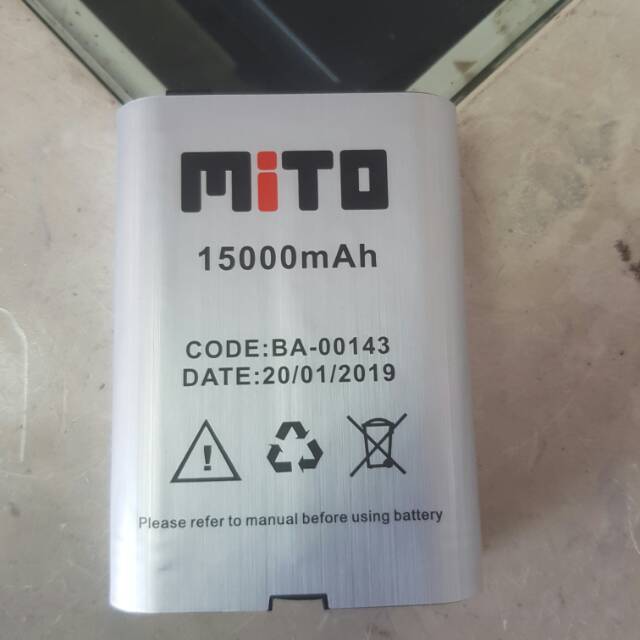 MiTO
15000mAh
CODE:BA-00143
DATE:20/01/2019
Please refer to manual before using battery